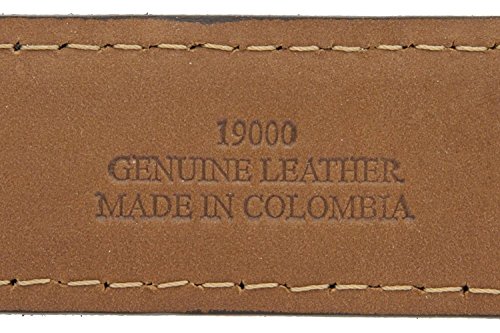 19000
GENUINE LEATHER
MADE IN COLOMBIA